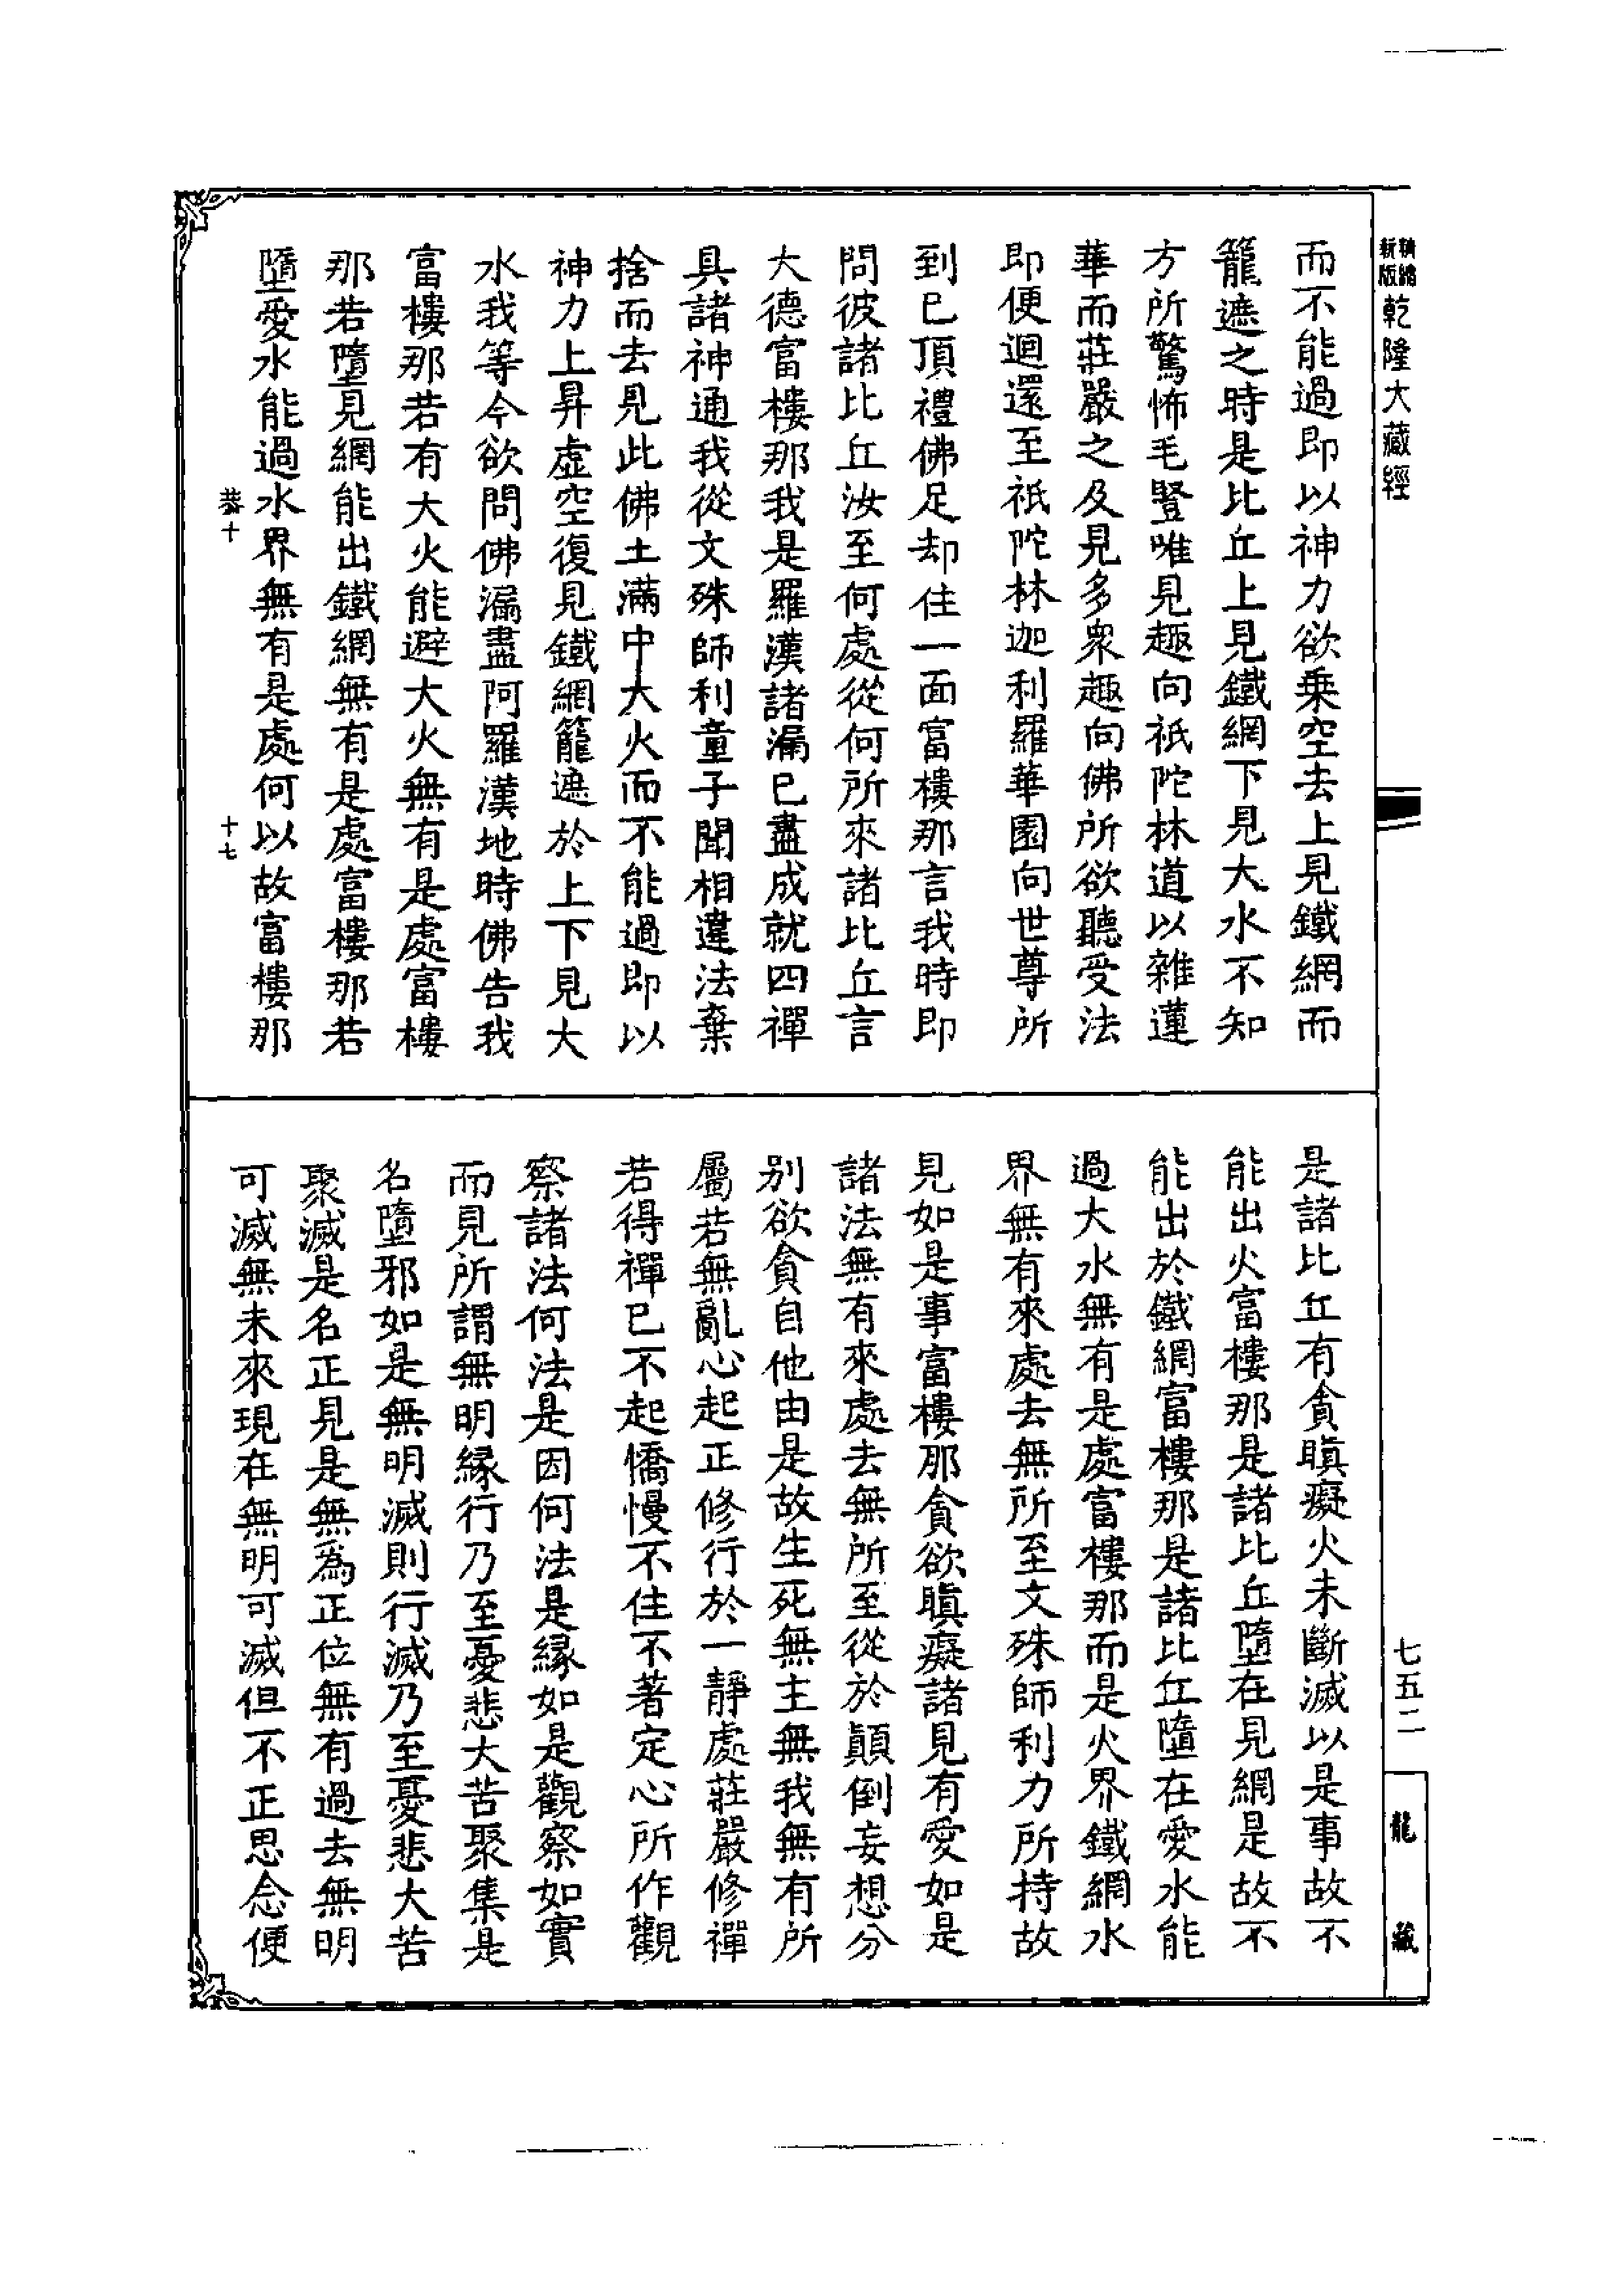 精縮
新版
乾隆大藏經
而不能過即以神力欲乘空去上見鐵網而
籠遮之時是比丘上見鐵網下見大水不知
方所驚怖毛豎唯見趣向祇陀林道以雜蓮
華而莊嚴之及見多衆趣向佛所欲聽受法
即便迴還至祇陀林迦利羅華園向世尊所
到已頂禮佛足却住一面富樓那言我時即
問彼諸比丘汝至何處從何所來諸比丘言
大德富樓那我是羅漢諸漏已盡成就四禪
具諸神通我從文殊師利童子聞相違法棄
捨而去見此佛土滿中大火而不能過即以
神力上昇虛空復見鐵網籠遮於上下見大
水我等今欲問佛漏盡阿羅漢地時佛告我
富樓那若有大火能避大火無有是處富樓
那若墮見網能出鐵網無有是處富樓那若
墮愛水能過水界無有是處何以故富樓那
恭十
十七
是諸比丘有貪瞋癡火未斷滅以是事故不
能出火富樓那是諸比丘墮在見網是故不
能出於鐵網富樓那是諸比丘墮在愛水能
過大水無有是處富樓那而是火界鐵網水
界無有來處去無所至文殊師利力所持故
見如是事富樓那貪欲瞋癡諸見有愛如是
諸法無有來處去無所至從於顛倒妄想分
別欲貪自他由是故生死無主無我無有所
屬若無亂心起正修行於一靜處莊嚴修禪
若得禪已不起憍慢不住不著定心所作觀
察諸法何法是因何法是緣如是觀察如實
而見所謂無明緣行乃至憂悲大苦聚集是
名墮邪如是無明滅則行滅乃至憂悲大苦
聚滅是名正見是無為正位無有過去無明
可滅無未來現在無明可滅但不正思念便
七五二
龍藏